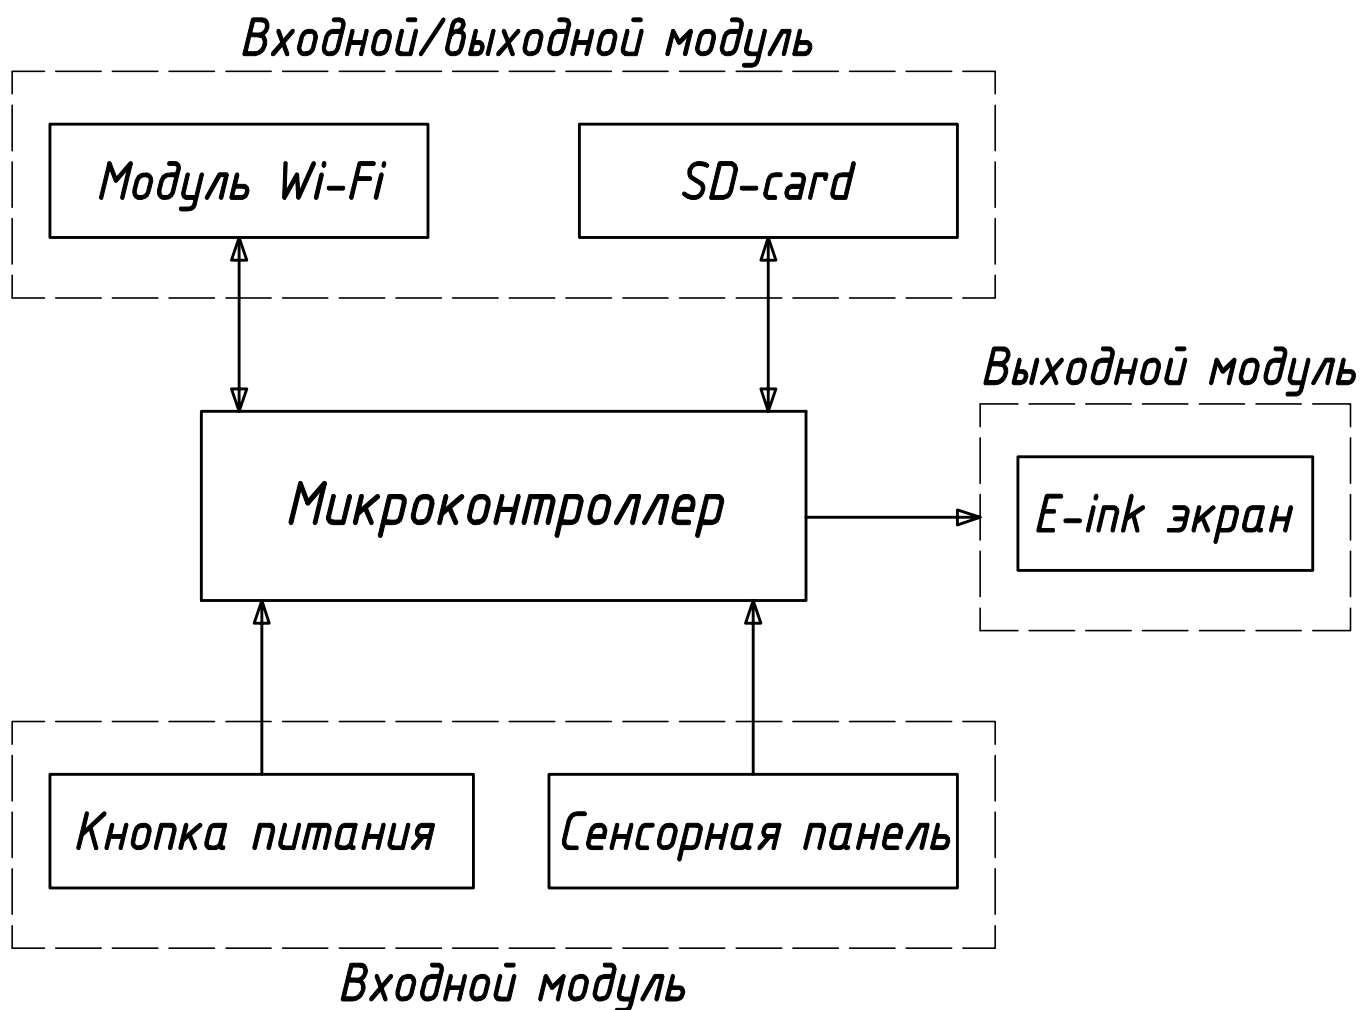 Входной/выходной модуль
Модуль Wi-Fi
SD-card
Выходной модуль
Микроконтроллер
E-ink экран
Кнопка питания
Сенсорная панель
Входной модуль